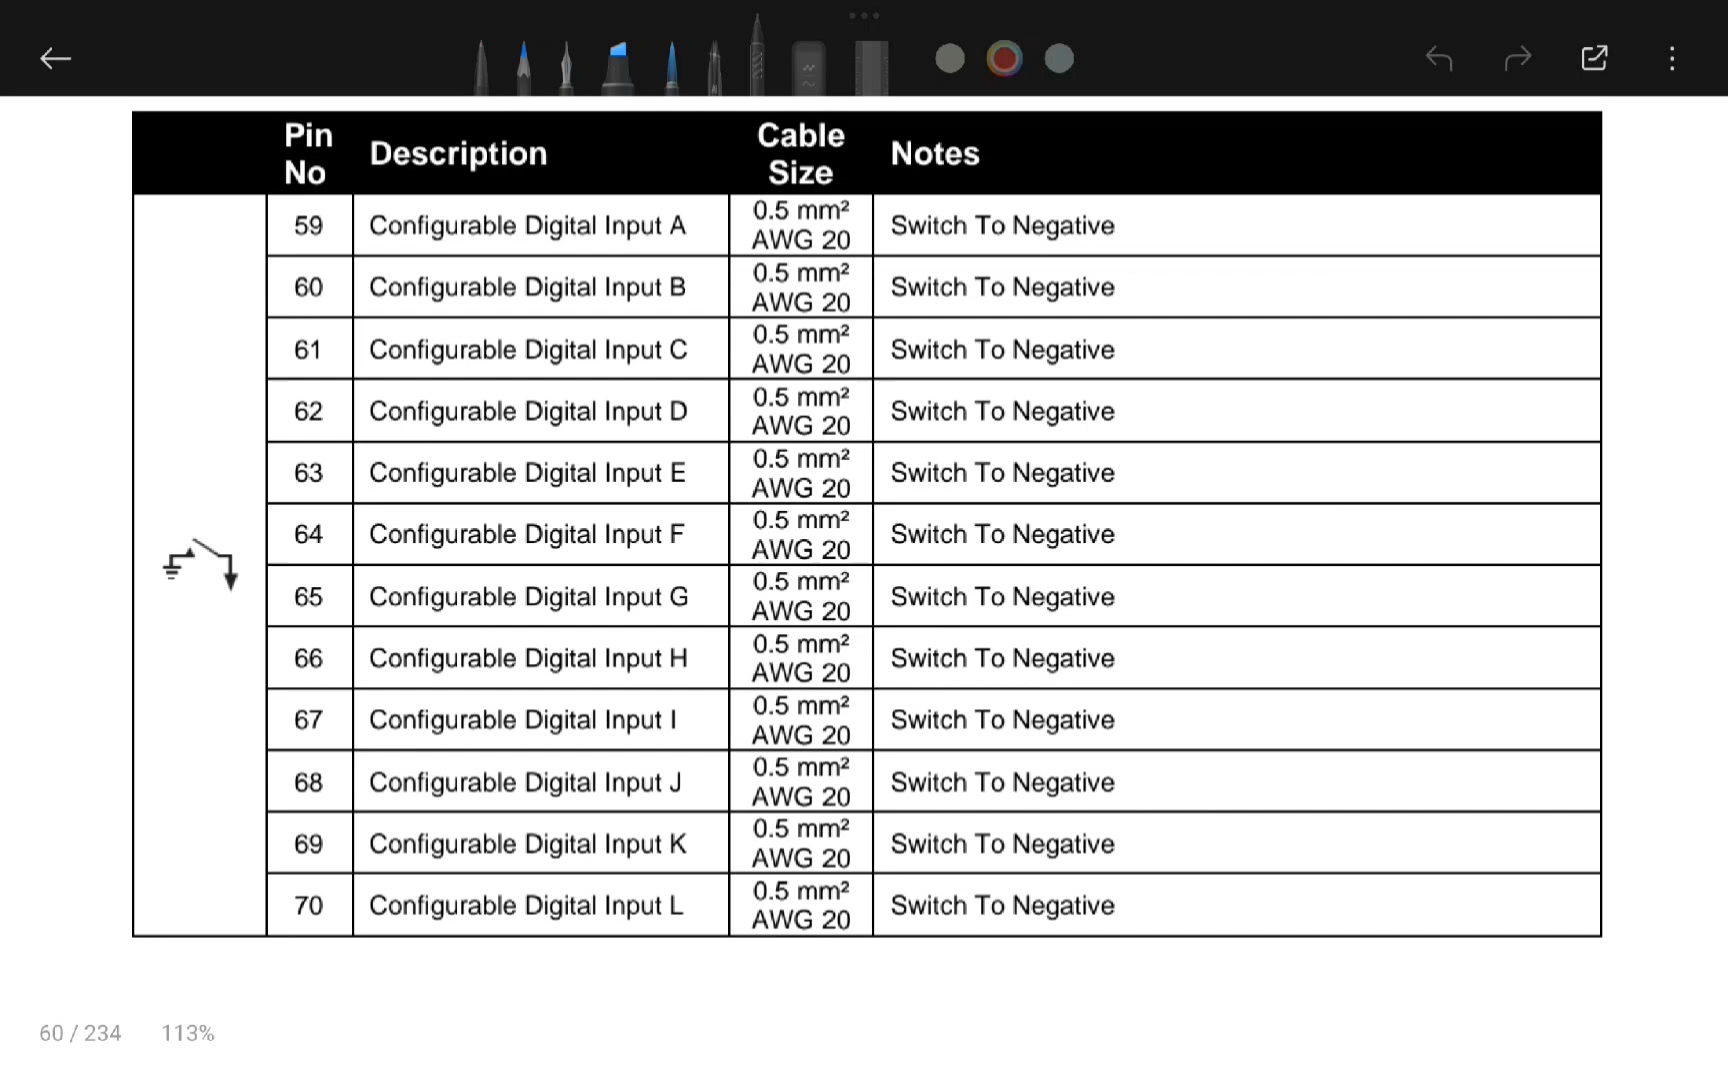 Pin No Description Cable Size Notes
59 Configurable Digital Input A 0.5 mm² AWG 20 Switch To Negative
60 Configurable Digital Input B 0.5 mm² AWG 20 Switch To Negative
61 Configurable Digital Input C 0.5 mm² AWG 20 Switch To Negative
62 Configurable Digital Input D 0.5 mm² AWG 20 Switch To Negative
63 Configurable Digital Input E 0.5 mm² AWG 20 Switch To Negative
64 Configurable Digital Input F 0.5 mm² AWG 20 Switch To Negative
65 Configurable Digital Input G 0.5 mm² AWG 20 Switch To Negative
66 Configurable Digital Input H 0.5 mm² AWG 20 Switch To Negative
67 Configurable Digital Input I 0.5 mm² AWG 20 Switch To Negative
68 Configurable Digital Input J 0.5 mm² AWG 20 Switch To Negative
69 Configurable Digital Input K 0.5 mm² AWG 20 Switch To Negative
70 Configurable Digital Input L 0.5 mm² AWG 20 Switch To Negative
60 / 234 113%